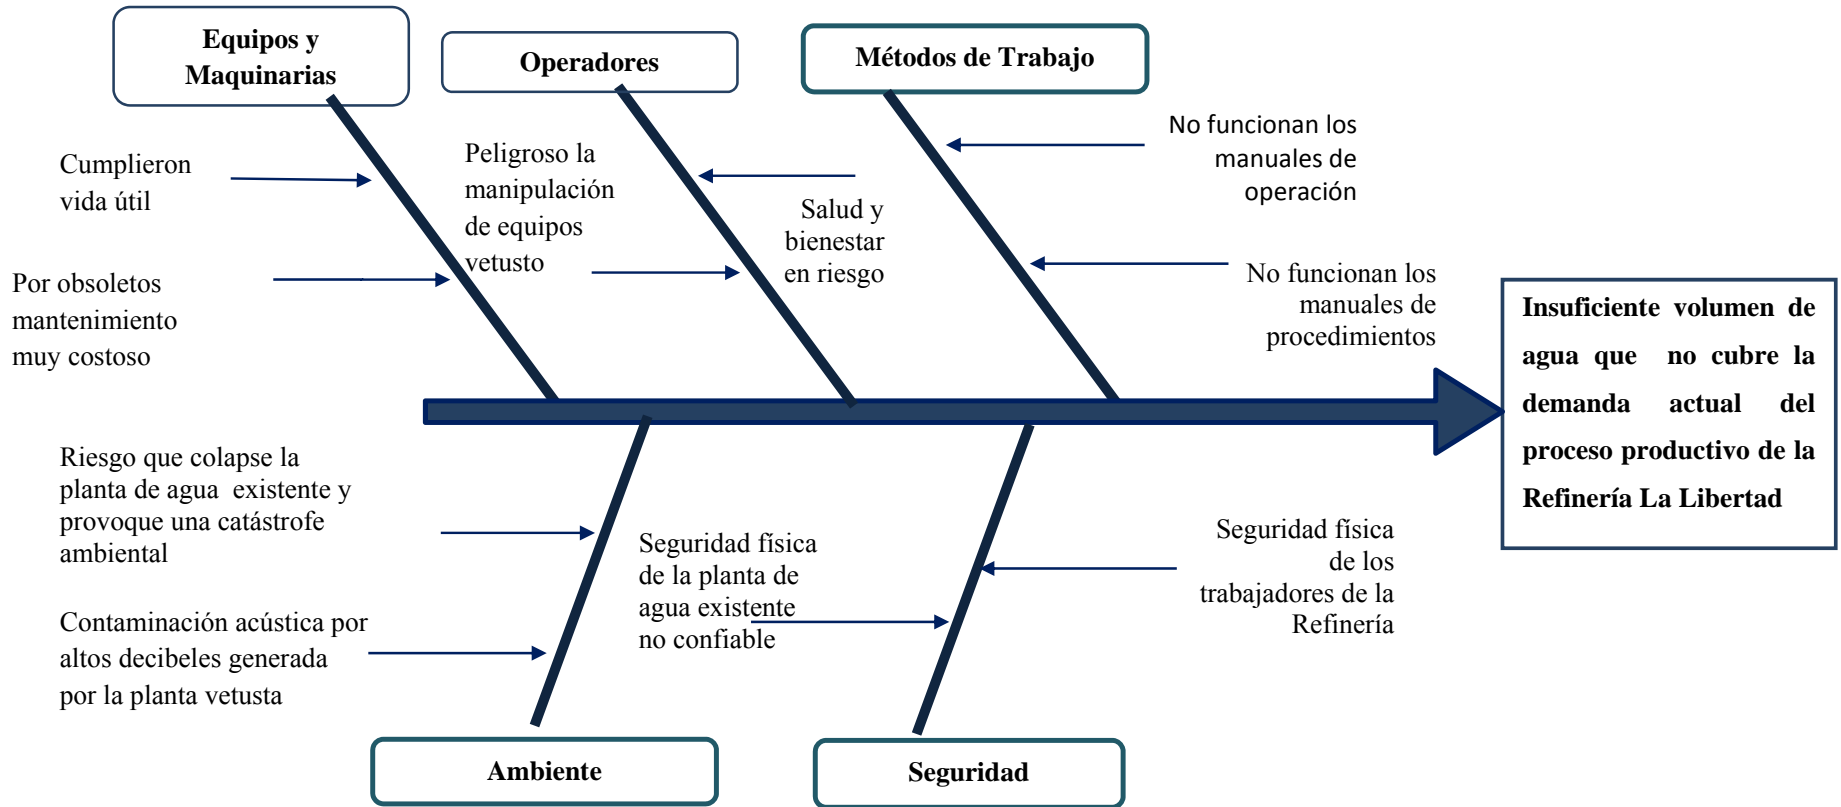 Equipos y
Maquinarias
Operadores
Métodos de Trabajo
Cumplieron
vida útil
Por obsoletos
mantenimiento
muy costoso
Peligroso la
manipulación
de equipos
vetusto
Salud y
bienestar
en riesgo
No funcionan los
manuales de
operación
No funcionan los
manuales de
procedimientos
Insuficiente volumen de
agua que no cubre la
demanda actual del
proceso productivo de la
Refinería La Libertad
Riesgo que colapse la
planta de agua existente y
provoque una catástrofe
ambiental
Contaminación acústica por
altos decibeles generada
por la planta vetusta
Seguridad física
de la planta de
agua existente
no confiable
Seguridad física
de los
trabajadores de la
Refinería
Ambiente
Seguridad